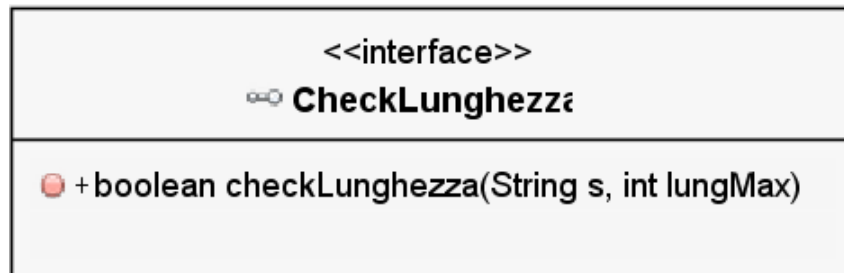 <<interface>>
CheckLunghezza
+boolean checkLunghezza(String s, int lungMax)